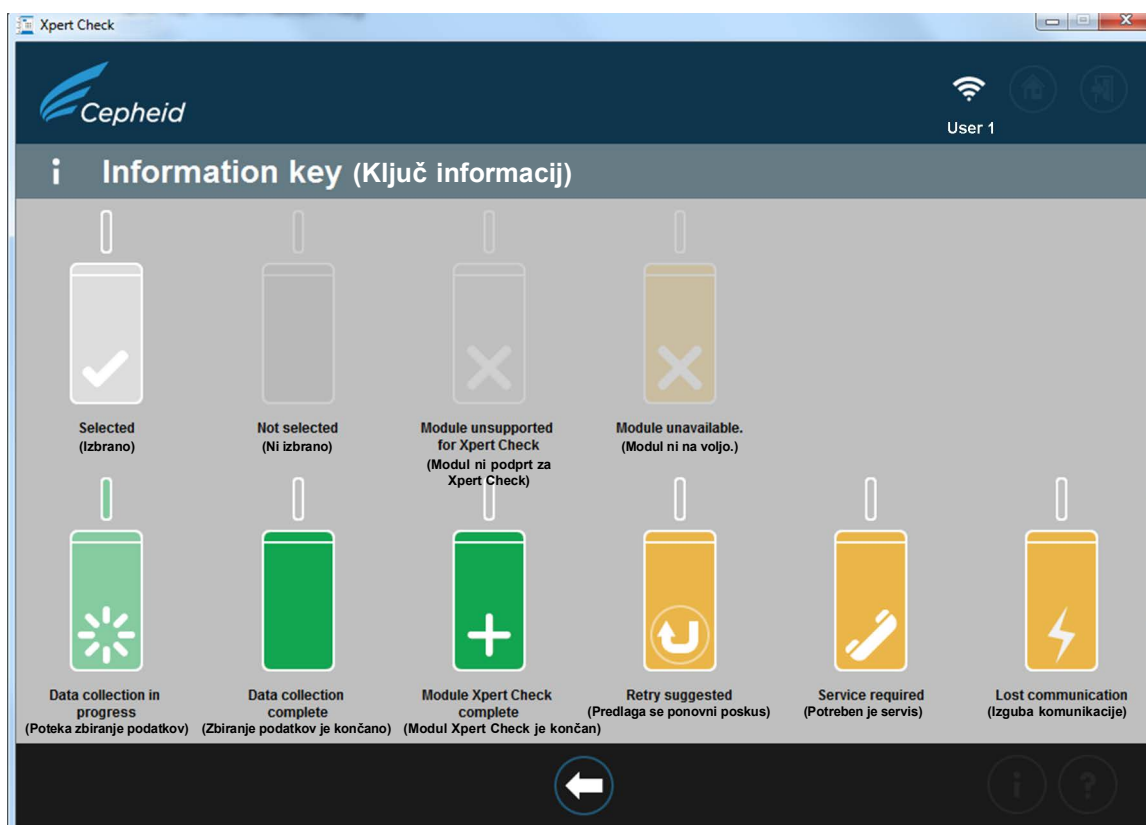 Xpert Check
Cepheid
User 1
i Information key (Ključ informacij)
Selected
(Izbrano)
Not selected
(Ni izbrano)
Module unsupported
for Xpert Check
(Modul ni podprt za
Xpert Check)
Module unavailable.
(Modul ni na voljo.)
Data collection in
progress
(Poteka zbiranje podatkov)
Data collection
complete
(Zbiranje podatkov je končano)
Module Xpert Check
complete
(Modul Xpert Check je končan)
Retry suggested
(Predlaga se ponovni poskus)
Service required
(Potreben je servis)
Lost communication
(Izguba komunikacije)
i ?